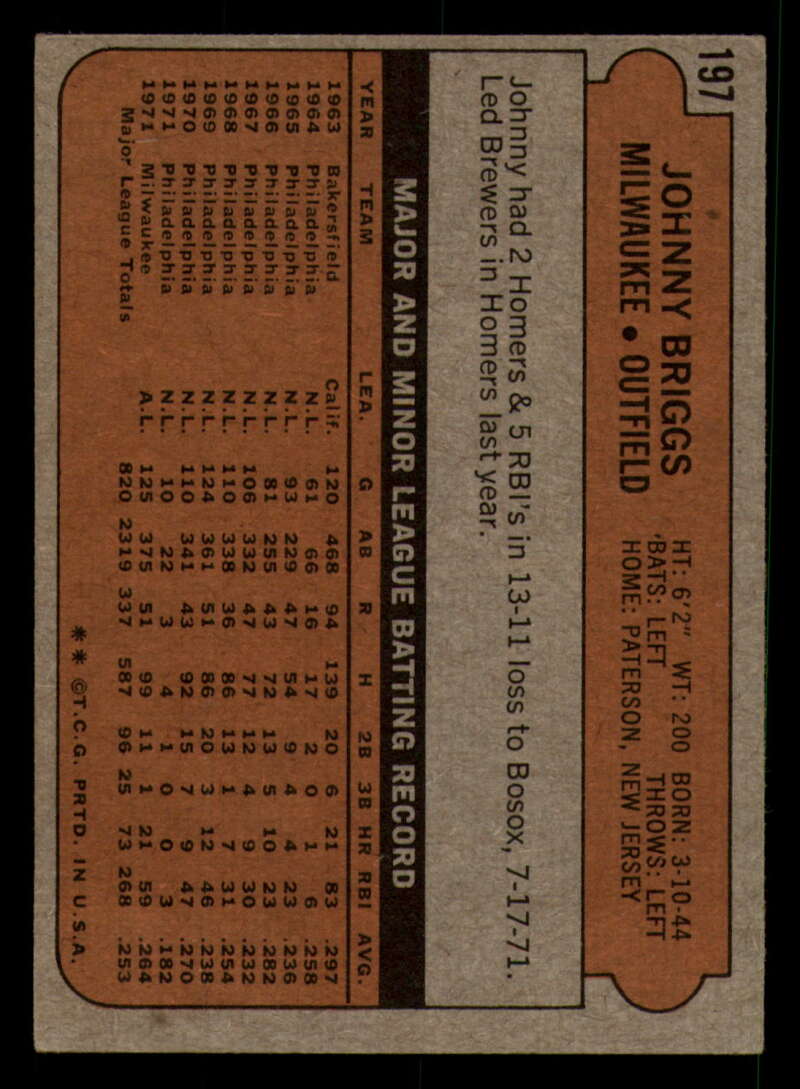 197
JOHNNY BRIGGS
MILWAUKEE • OUTFIELD
HT: 6'2" WT: 200 BORN: 3-10-44
BATS: LEFT THROWS: LEFT
HOME: PATERSON, NEW JERSEY
Johnny had 2 Homers & 5 RBI's in 13-11 loss to Bosox, 7-17-71.
Led Brewers in Homers last year.
MAJOR AND MINOR LEAGUE BATTING RECORD
YEAR TEAM LEA. G AB R H 2B 3B HR RBI AVG.
1963 Bakersfield Calif. 120 468 94 139 20 6 21 83 .297
1964 Philadelphia N.L. 61 66 16 17 2 0 1 6 .258
1965 Philadelphia N.L. 93 229 47 54 9 4 4 23 .236
1966 Philadelphia N.L. 81 255 43 72 13 5 10 23 .282
1967 Philadelphia N.L. 106 332 47 77 12 4 9 30 .232
1968 Philadelphia N.L. 110 338 36 86 13 1 7 31 .254
1969 Philadelphia N.L. 124 361 51 86 20 3 12 46 .238
1970 Philadelphia N.L. 110 341 43 92 15 7 9 47 .270
1971 Philadelphia N.L. 10 22 3 4 1 0 0 3 .182
1971 Milwaukee A.L. 125 375 51 99 11 1 21 59 .264
Major League Totals 820 2319 337 587 96 25 73 268 .253
** ©T.C.G. PRTD. IN U.S.A.